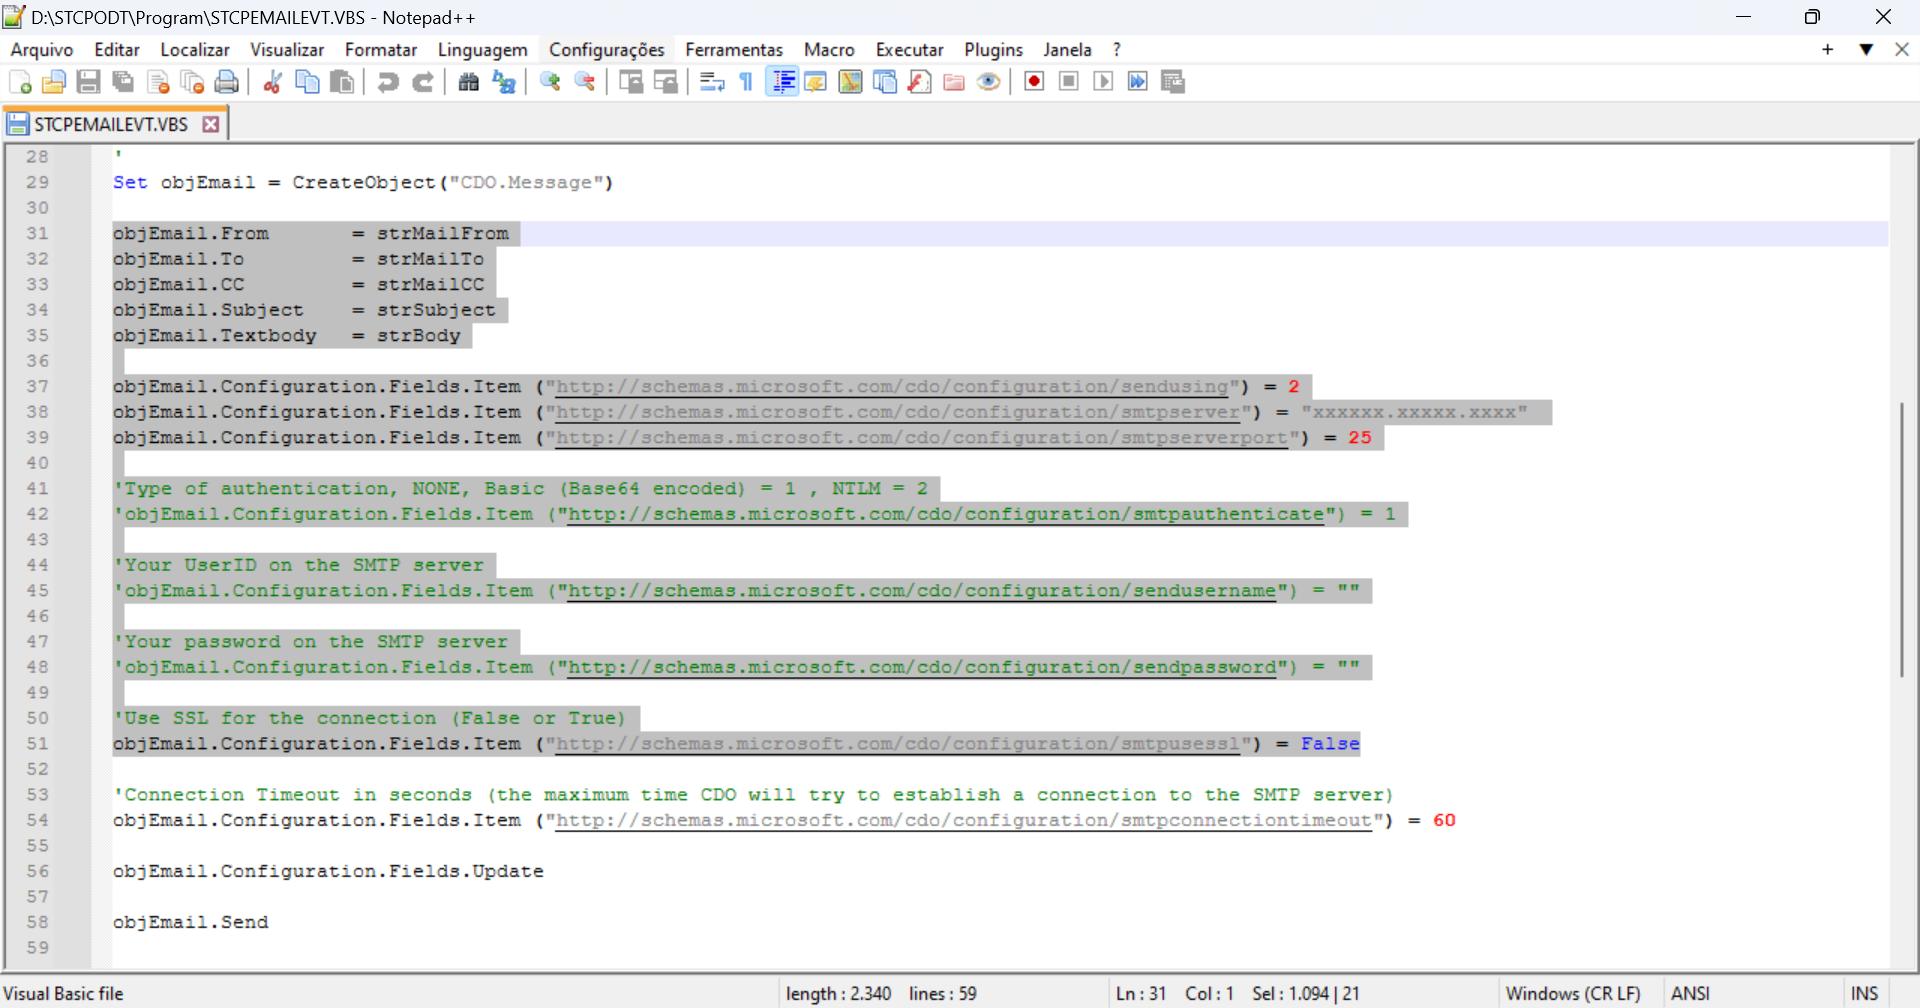 D:\STCPODT\Program\STCPEMAILEVT.VBS - Notepad++
Arquivo Editar Localizar Visualizar Formatar Linguagem Configurações Ferramentas Macro Executar Plugins Janela ?
STCPEMAILEVT.VBS
28 '
29 Set objEmail = CreateObject("CDO.Message")
30
31 objEmail.From = strMailFrom
32 objEmail.To = strMailTo
33 objEmail.CC = strMailCC
34 objEmail.Subject = strSubject
35 objEmail.Textbody = strBody
36
37 objEmail.Configuration.Fields.Item ("http://schemas.microsoft.com/cdo/configuration/sendusing") = 2
38 objEmail.Configuration.Fields.Item ("http://schemas.microsoft.com/cdo/configuration/smtpserver") = "xxxxxx.xxxxx.xxxx"
39 objEmail.Configuration.Fields.Item ("http://schemas.microsoft.com/cdo/configuration/smtpserverport") = 25
40
41 'Type of authentication, NONE, Basic (Base64 encoded) = 1 , NTLM = 2
42 'objEmail.Configuration.Fields.Item ("http://schemas.microsoft.com/cdo/configuration/smtpauthenticate") = 1
43
44 'Your UserID on the SMTP server
45 'objEmail.Configuration.Fields.Item ("http://schemas.microsoft.com/cdo/configuration/sendusername") = ""
46
47 'Your password on the SMTP server
48 'objEmail.Configuration.Fields.Item ("http://schemas.microsoft.com/cdo/configuration/sendpassword") = ""
49
50 'Use SSL for the connection (False or True)
51 objEmail.Configuration.Fields.Item ("http://schemas.microsoft.com/cdo/configuration/smtpusessl") = False
52
53 'Connection Timeout in seconds (the maximum time CDO will try to establish a connection to the SMTP server)
54 objEmail.Configuration.Fields.Item ("http://schemas.microsoft.com/cdo/configuration/smtpconnectiontimeout") = 60
55
56 objEmail.Configuration.Fields.Update
57
58 objEmail.Send
59
Visual Basic file length : 2.340 lines : 59 Ln : 31 Col : 1 Sel : 1.094 | 21 Windows (CR LF) ANSI INS